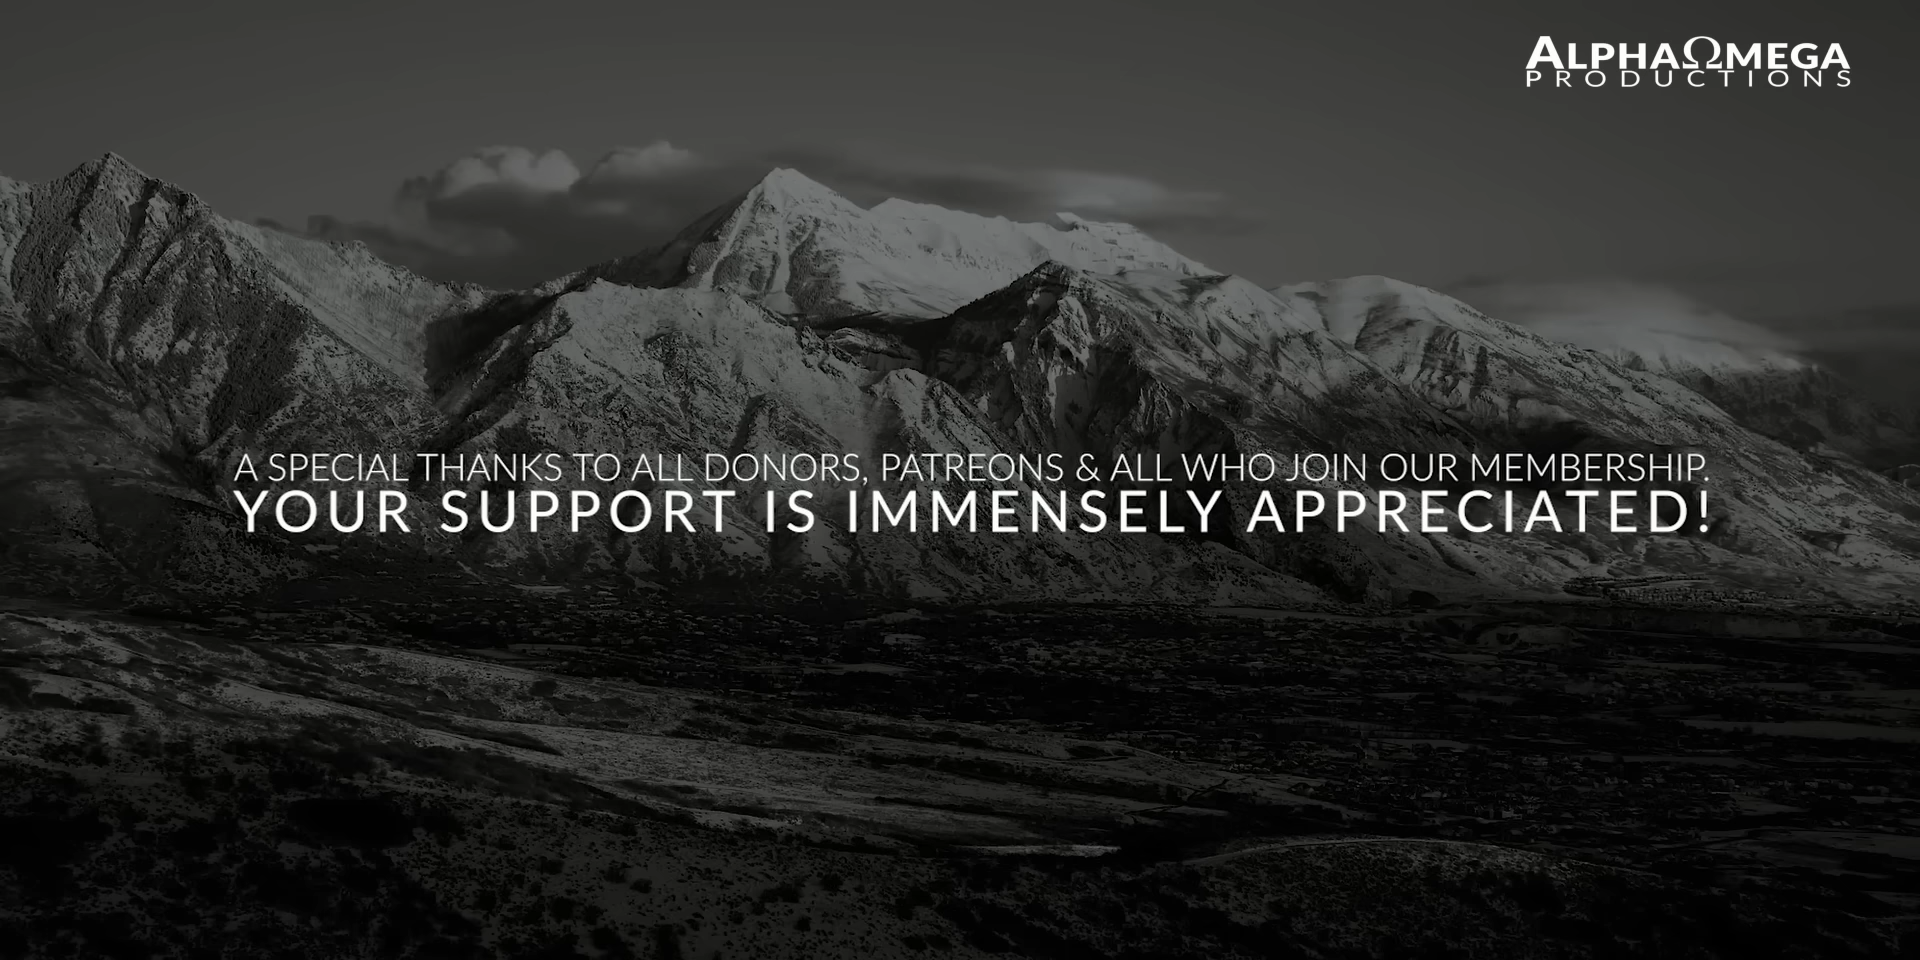 ALPHAΩMEGA
PRODUCTIONS
A SPECIAL THANKS TO ALL DONORS, PATREONS & ALL WHO JOIN OUR MEMBERSHIP.
YOUR SUPPORT IS IMMENSELY APPRECIATED!